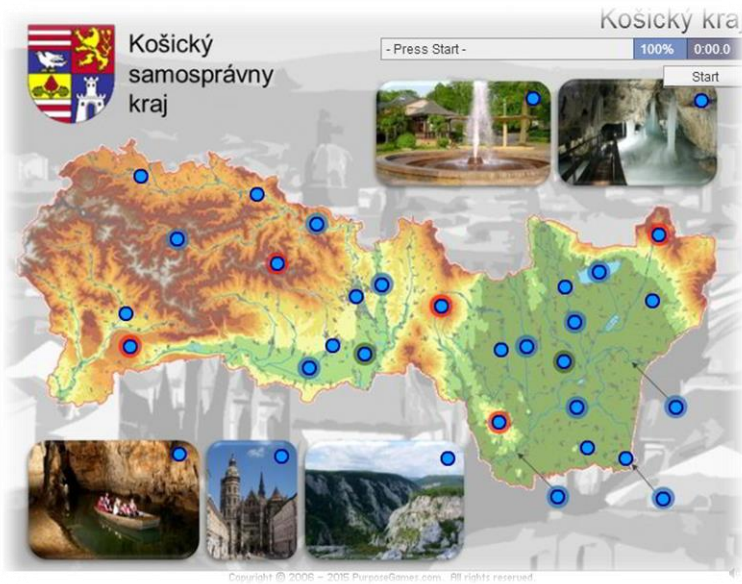 Košický
samosprávny
kraj
Košický kraj
- Press Start -
100%
0:00.0
Start
Copyright © 2006 – 2015 PurposeGames.com. All rights reserved.